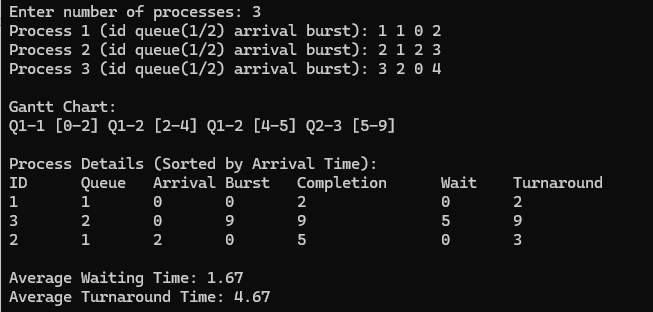 Enter number of processes: 3
Process 1 (id queue(1/2) arrival burst): 1 1 0 2
Process 2 (id queue(1/2) arrival burst): 2 1 2 3
Process 3 (id queue(1/2) arrival burst): 3 2 0 4
Gantt Chart:
Q1-1 [0-2] Q1-2 [2-4] Q1-2 [4-5] Q2-3 [5-9]
Process Details (Sorted by Arrival Time):
ID Queue Arrival Burst Completion Wait Turnaround
1 1 0 0 2 0 2
3 2 0 9 9 5 9
2 1 2 0 5 0 3
Average Waiting Time: 1.67
Average Turnaround Time: 4.67